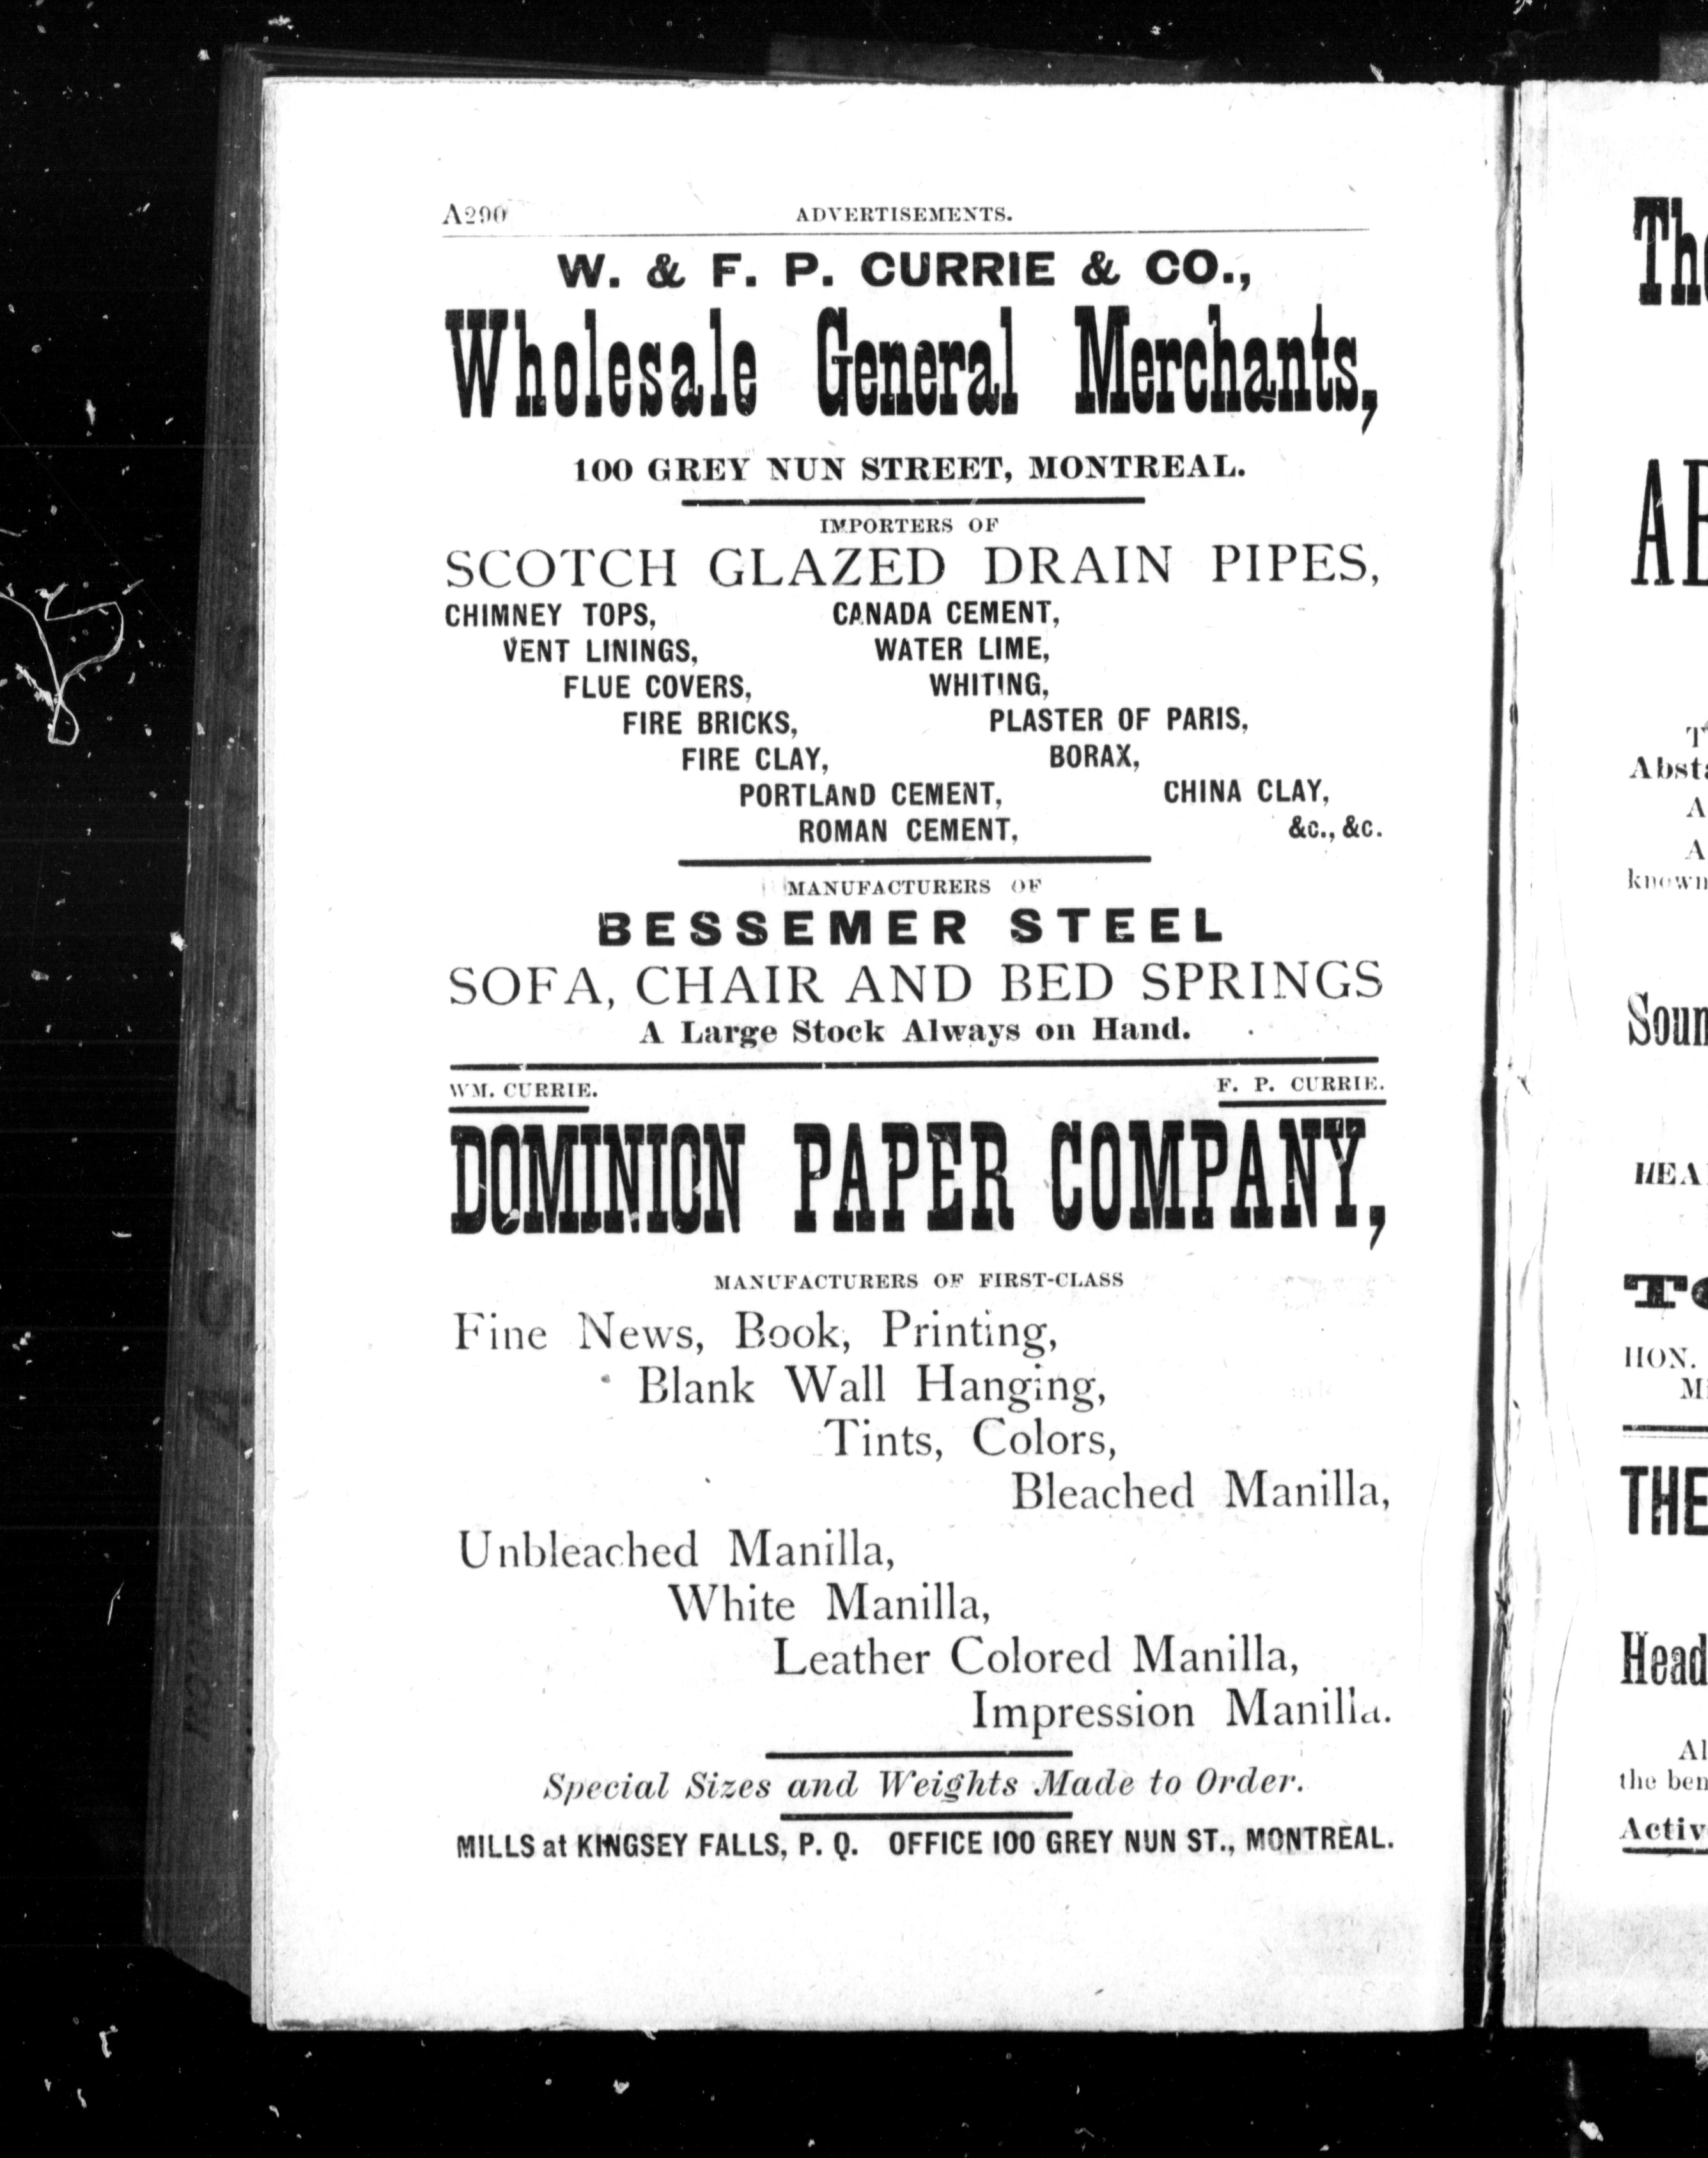 A290 ADVERTISEMENTS.
W. & F. P. CURRIE & CO.,
Wholesale General Merchants,
100 GREY NUN STREET, MONTREAL.
IMPORTERS OF
SCOTCH GLAZED DRAIN PIPES,
CHIMNEY TOPS, CANADA CEMENT,
VENT LININGS, WATER LIME,
FLUE COVERS, WHITING,
FIRE BRICKS, PLASTER OF PARIS,
FIRE CLAY, BORAX,
PORTLAND CEMENT, CHINA CLAY,
ROMAN CEMENT, &c., &c.
MANUFACTURERS OF
BESSEMER STEEL
SOFA, CHAIR AND BED SPRINGS
A Large Stock Always on Hand.
WM. CURRIE. F. P. CURRIE.
DOMINION PAPER COMPANY,
MANUFACTURERS OF FIRST-CLASS
Fine News, Book, Printing,
Blank Wall Hanging,
Tints, Colors,
Bleached Manilla,
Unbleached Manilla,
White Manilla,
Leather Colored Manilla,
Impression Manilla.
Special Sizes and Weights Made to Order.
MILLS at KINGSEY FALLS, P. Q. OFFICE 100 GREY NUN ST., MONTREAL.
THE
Head
HON.
the